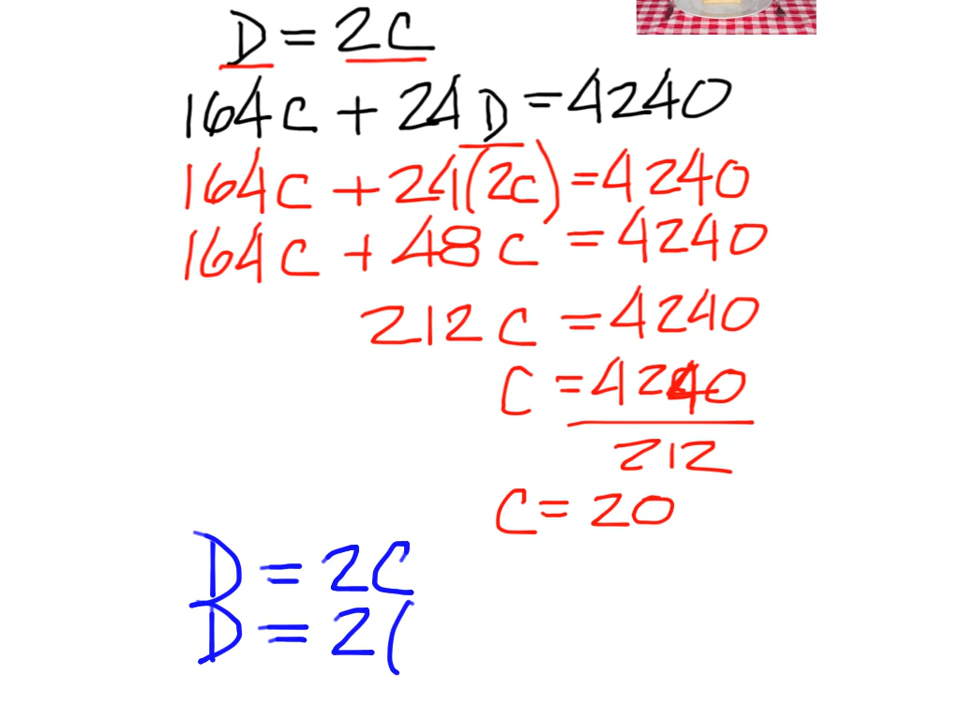 D = 2C
164C + 24D = 4240
164C + 24(2C) = 4240
164C + 48C = 4240
212C = 4240
C = 4240
212
C = 20
D = 2C
D = 2(